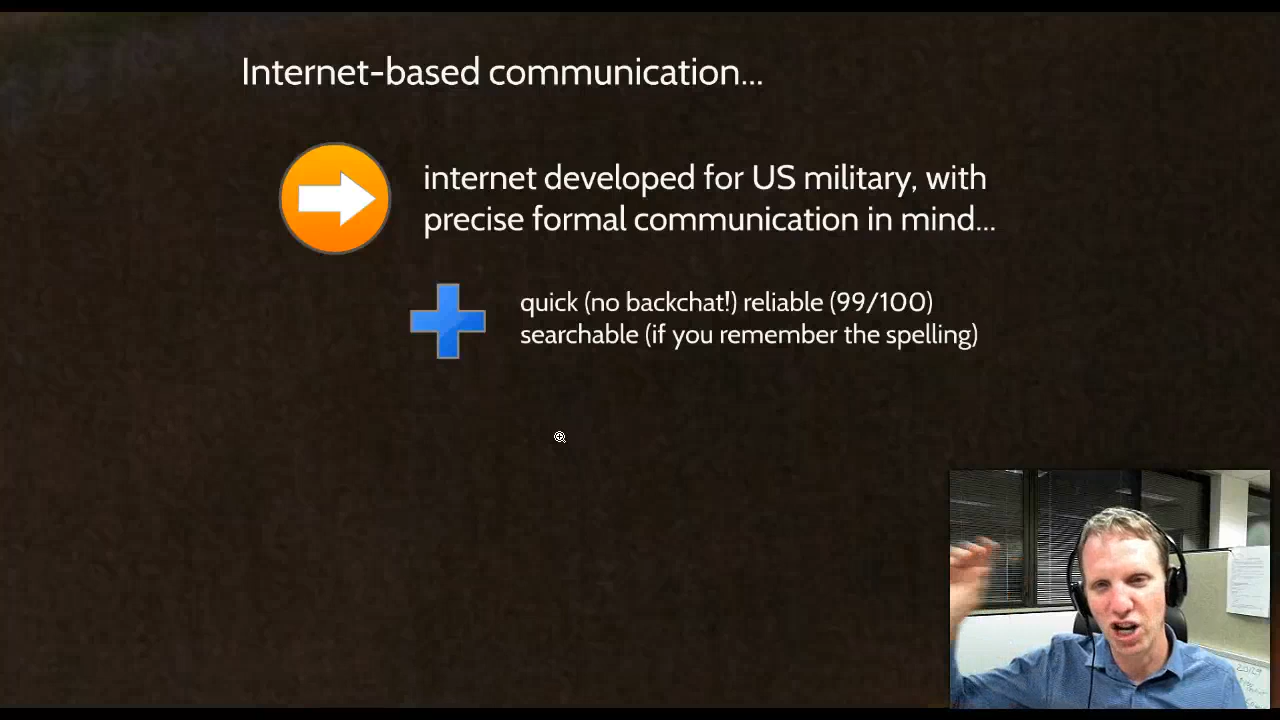 Internet-based communication...
internet developed for US military, with
precise formal communication in mind...
quick (no backchat!) reliable (99/100)
searchable (if you remember the spelling)